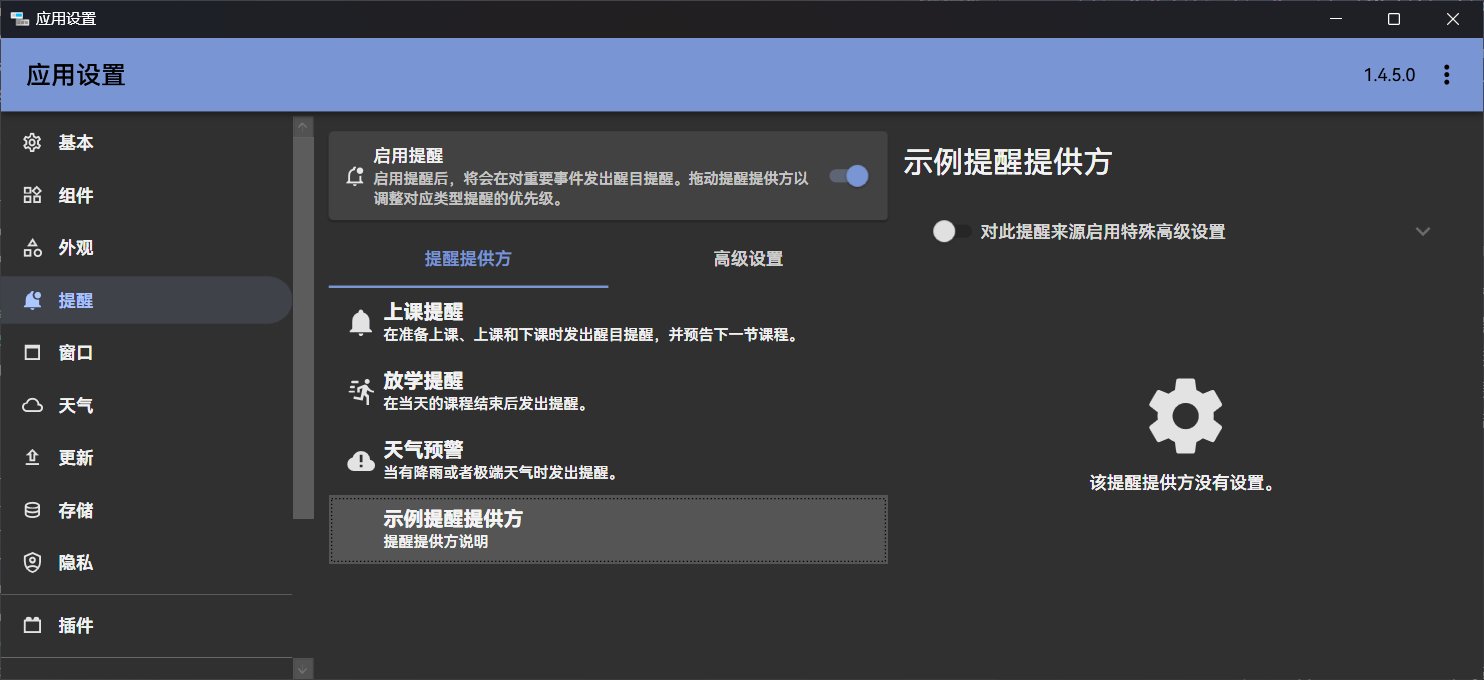 应用设置
应用设置
1.4.5.0
基本
组件
外观
提醒
窗口
天气
更新
存储
隐私
插件
启用提醒
启用提醒后，将会在对重要事件发出醒目提醒。拖动提醒提供方以
调整对应类型提醒的优先级。
提醒提供方
高级设置
上课提醒
在准备上课、上课和下课时发出醒目提醒，并预告下一节课程。
放学提醒
在当天的课程结束后发出提醒。
天气预警
当有降雨或者极端天气时发出提醒。
示例提醒提供方
提醒提供方说明
示例提醒提供方
对此提醒来源启用特殊高级设置
该提醒提供方没有设置。